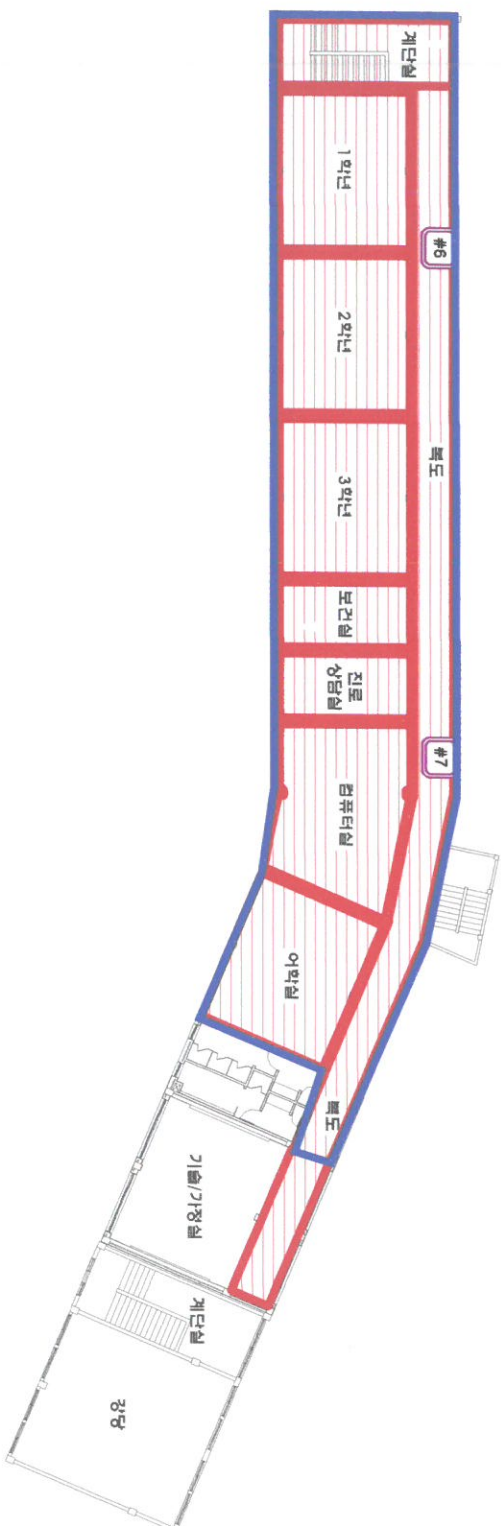 계단실
1학년
#6
2학년
복도
3학년
보건실
진로
상담실
#7
컴퓨터실
어학실
복도
기술/가정실
계단실
강당